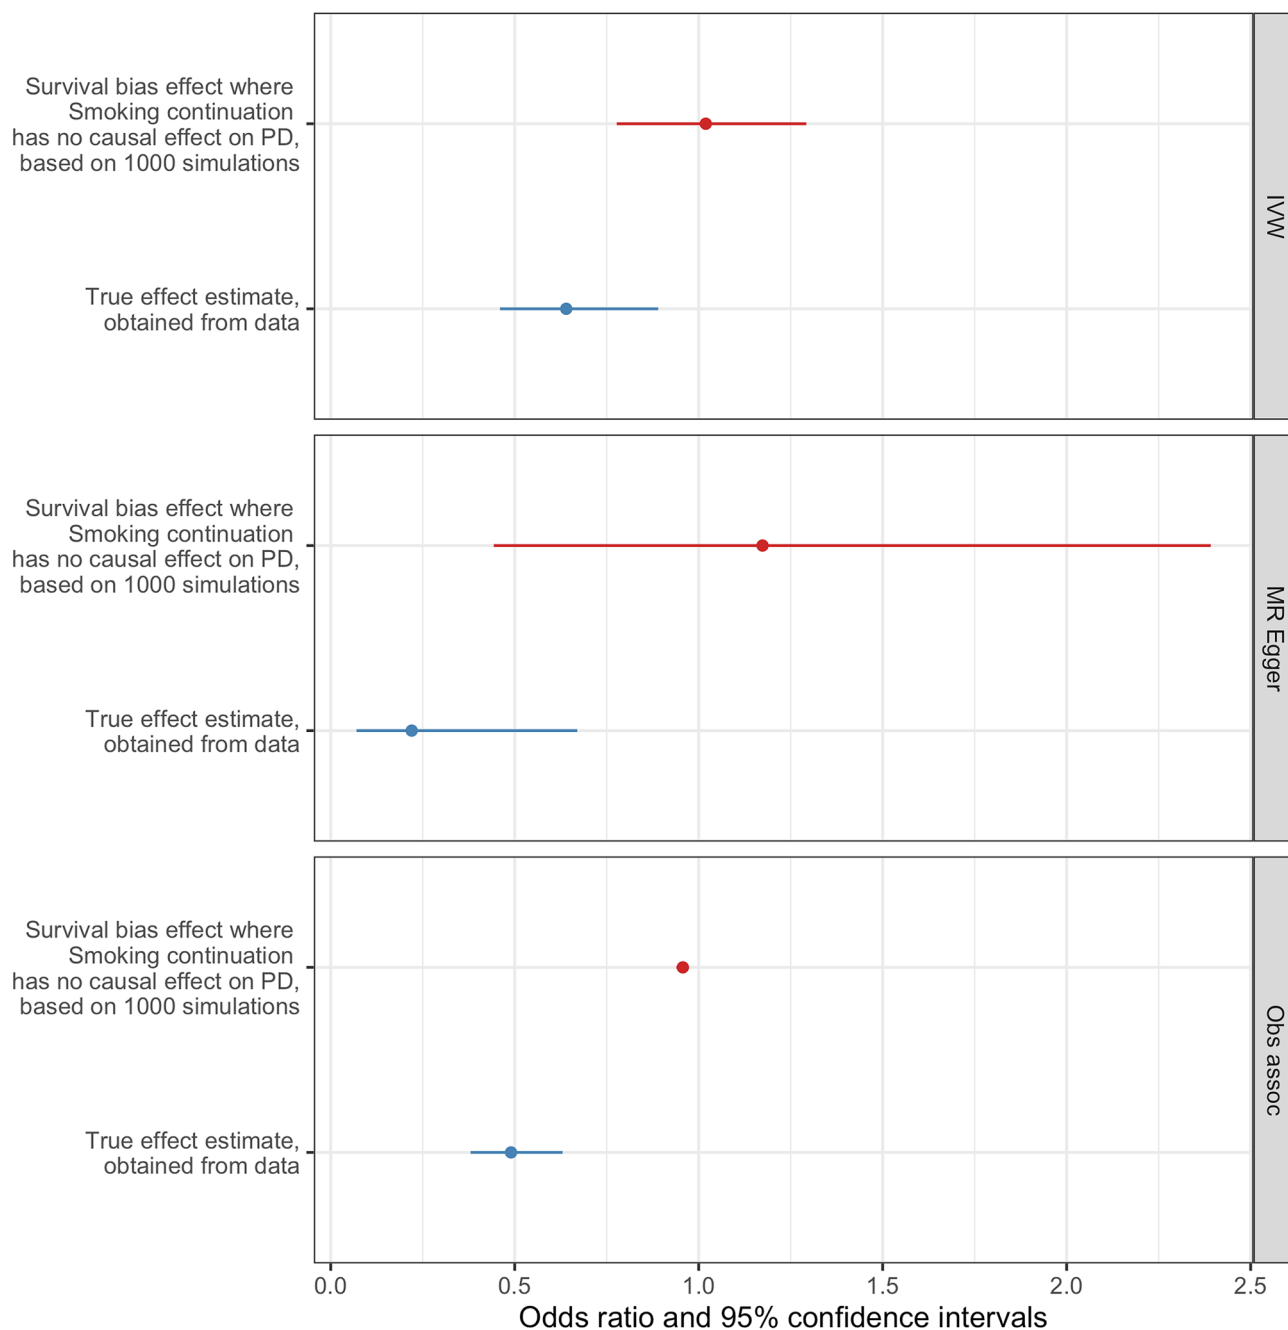 Survival bias effect where
Smoking continuation
has no causal effect on PD,
based on 1000 simulations
True effect estimate,
obtained from data
IVW
Survival bias effect where
Smoking continuation
has no causal effect on PD,
based on 1000 simulations
True effect estimate,
obtained from data
MR Egger
Survival bias effect where
Smoking continuation
has no causal effect on PD,
based on 1000 simulations
True effect estimate,
obtained from data
Obs assoc
0.0 0.5 1.0 1.5 2.0 2.5
Odds ratio and 95% confidence intervals